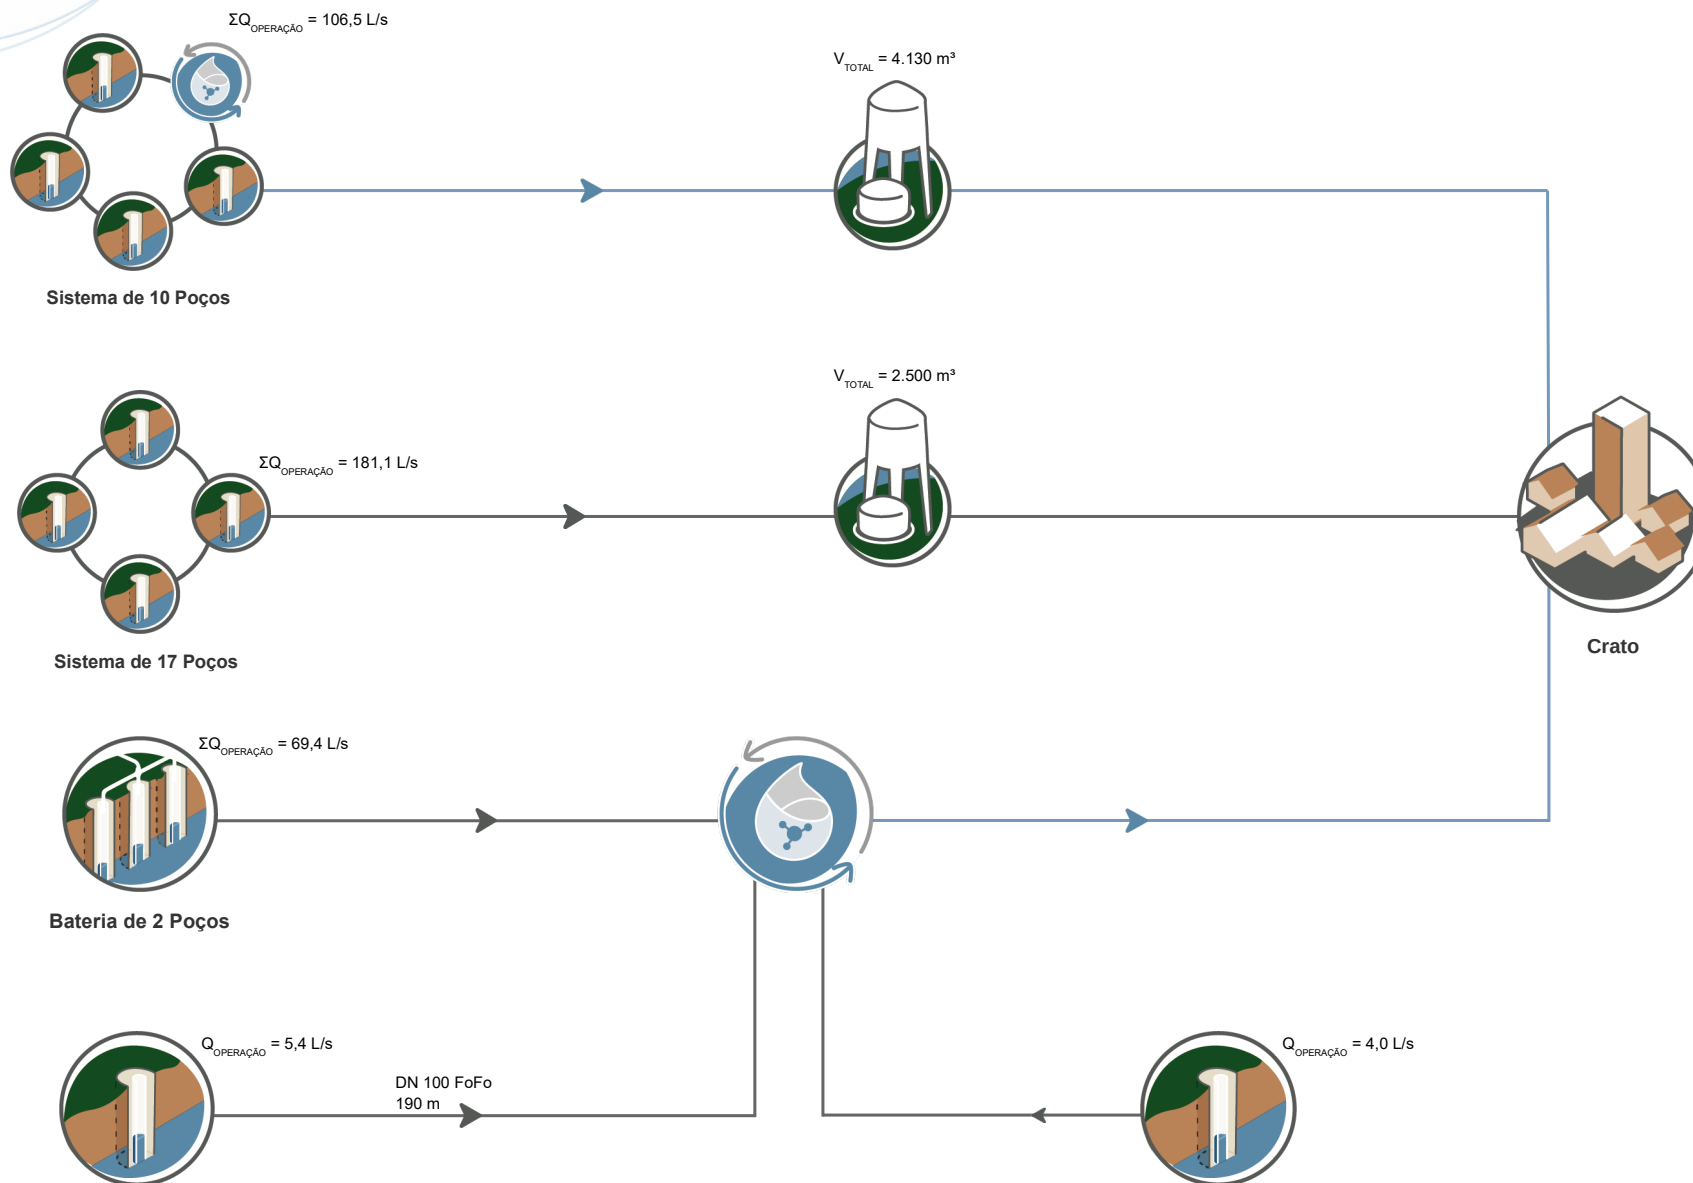 ΣQOPERAÇÃO = 106,5 L/s
VTOTAL = 4.130 m³
Sistema de 10 Poços
VTOTAL = 2.500 m³
ΣQOPERAÇÃO = 181,1 L/s
Sistema de 17 Poços
Crato
ΣQOPERAÇÃO = 69,4 L/s
Bateria de 2 Poços
QOPERAÇÃO = 5,4 L/s
QOPERAÇÃO = 4,0 L/s
DN 100 FoFo
190 m